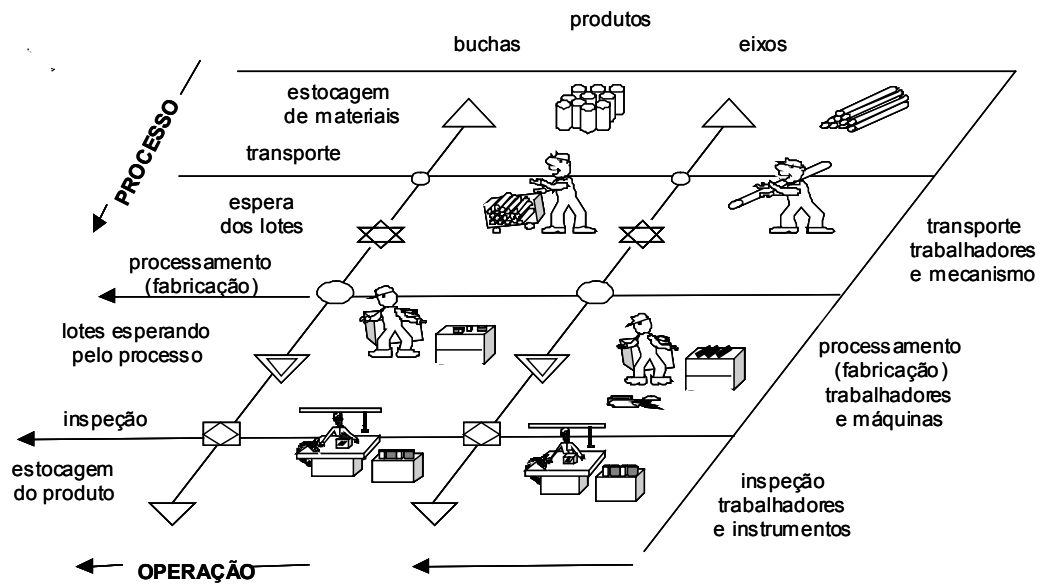 produtos
buchas
eixos
PROCESSO
estocagem
de materiais
transporte
espera
dos lotes
transporte
trabalhadores
e mecanismo
processamento
(fabricação)
lotes esperando
pelo processo
processamento
(fabricação)
trabalhadores
e máquinas
inspeção
estocagem
do produto
inspeção
trabalhadores
e instrumentos
OPERAÇÃO